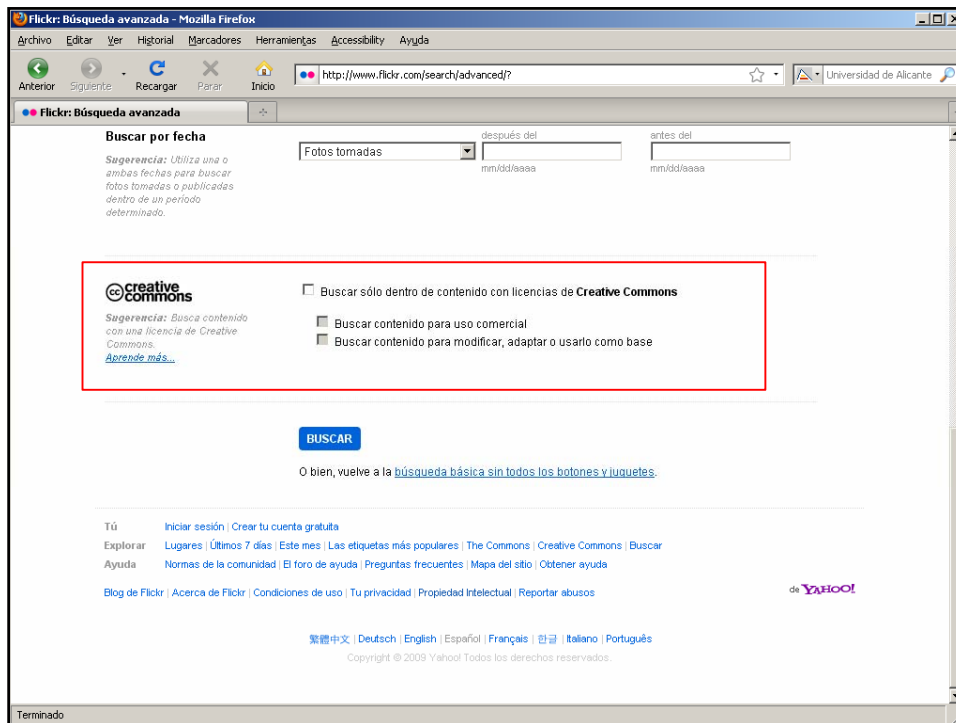 Flickr: Búsqueda avanzada - Mozilla Firefox
Archivo Editar Ver Historial Marcadores Herramientas Accessibility Ayuda
Anterior Siguiente Recargar Parar Inicio http://www.flickr.com/search/advanced/? Universidad de Alicante
Flickr: Búsqueda avanzada
Buscar por fecha
Sugerencia: Utiliza una o
ambas fechas para buscar
fotos tomadas o publicadas
dentro de un período
determinado.
Fotos tomadas
después del
mm/dd/aaaa
antes del
mm/dd/aaaa
cc creative
commons
Sugerencia: Busca contenido
con una licencia de Creative
Commons.
Aprende más...
Buscar sólo dentro de contenido con licencias de Creative Commons
Buscar contenido para uso comercial
Buscar contenido para modificar, adaptar o usarlo como base
BUSCAR
O bien, vuelve a la búsqueda básica sin todos los botones y juguetes.
Tú Iniciar sesión | Crear tu cuenta gratuita
Explorar Lugares | Últimos 7 días | Este mes | Las etiquetas más populares | The Commons | Creative Commons | Buscar
Ayuda Normas de la comunidad | El foro de ayuda | Preguntas frecuentes | Mapa del sitio | Obtener ayuda
Blog de Flickr | Acerca de Flickr | Condiciones de uso | Tu privacidad | Propiedad Intelectual | Reportar abusos
de YAHOO!
繁體中文 | Deutsch | English | Español | Français | 한글 | Italiano | Português
Copyright © 2009 Yahoo! Todos los derechos reservados.
Terminado